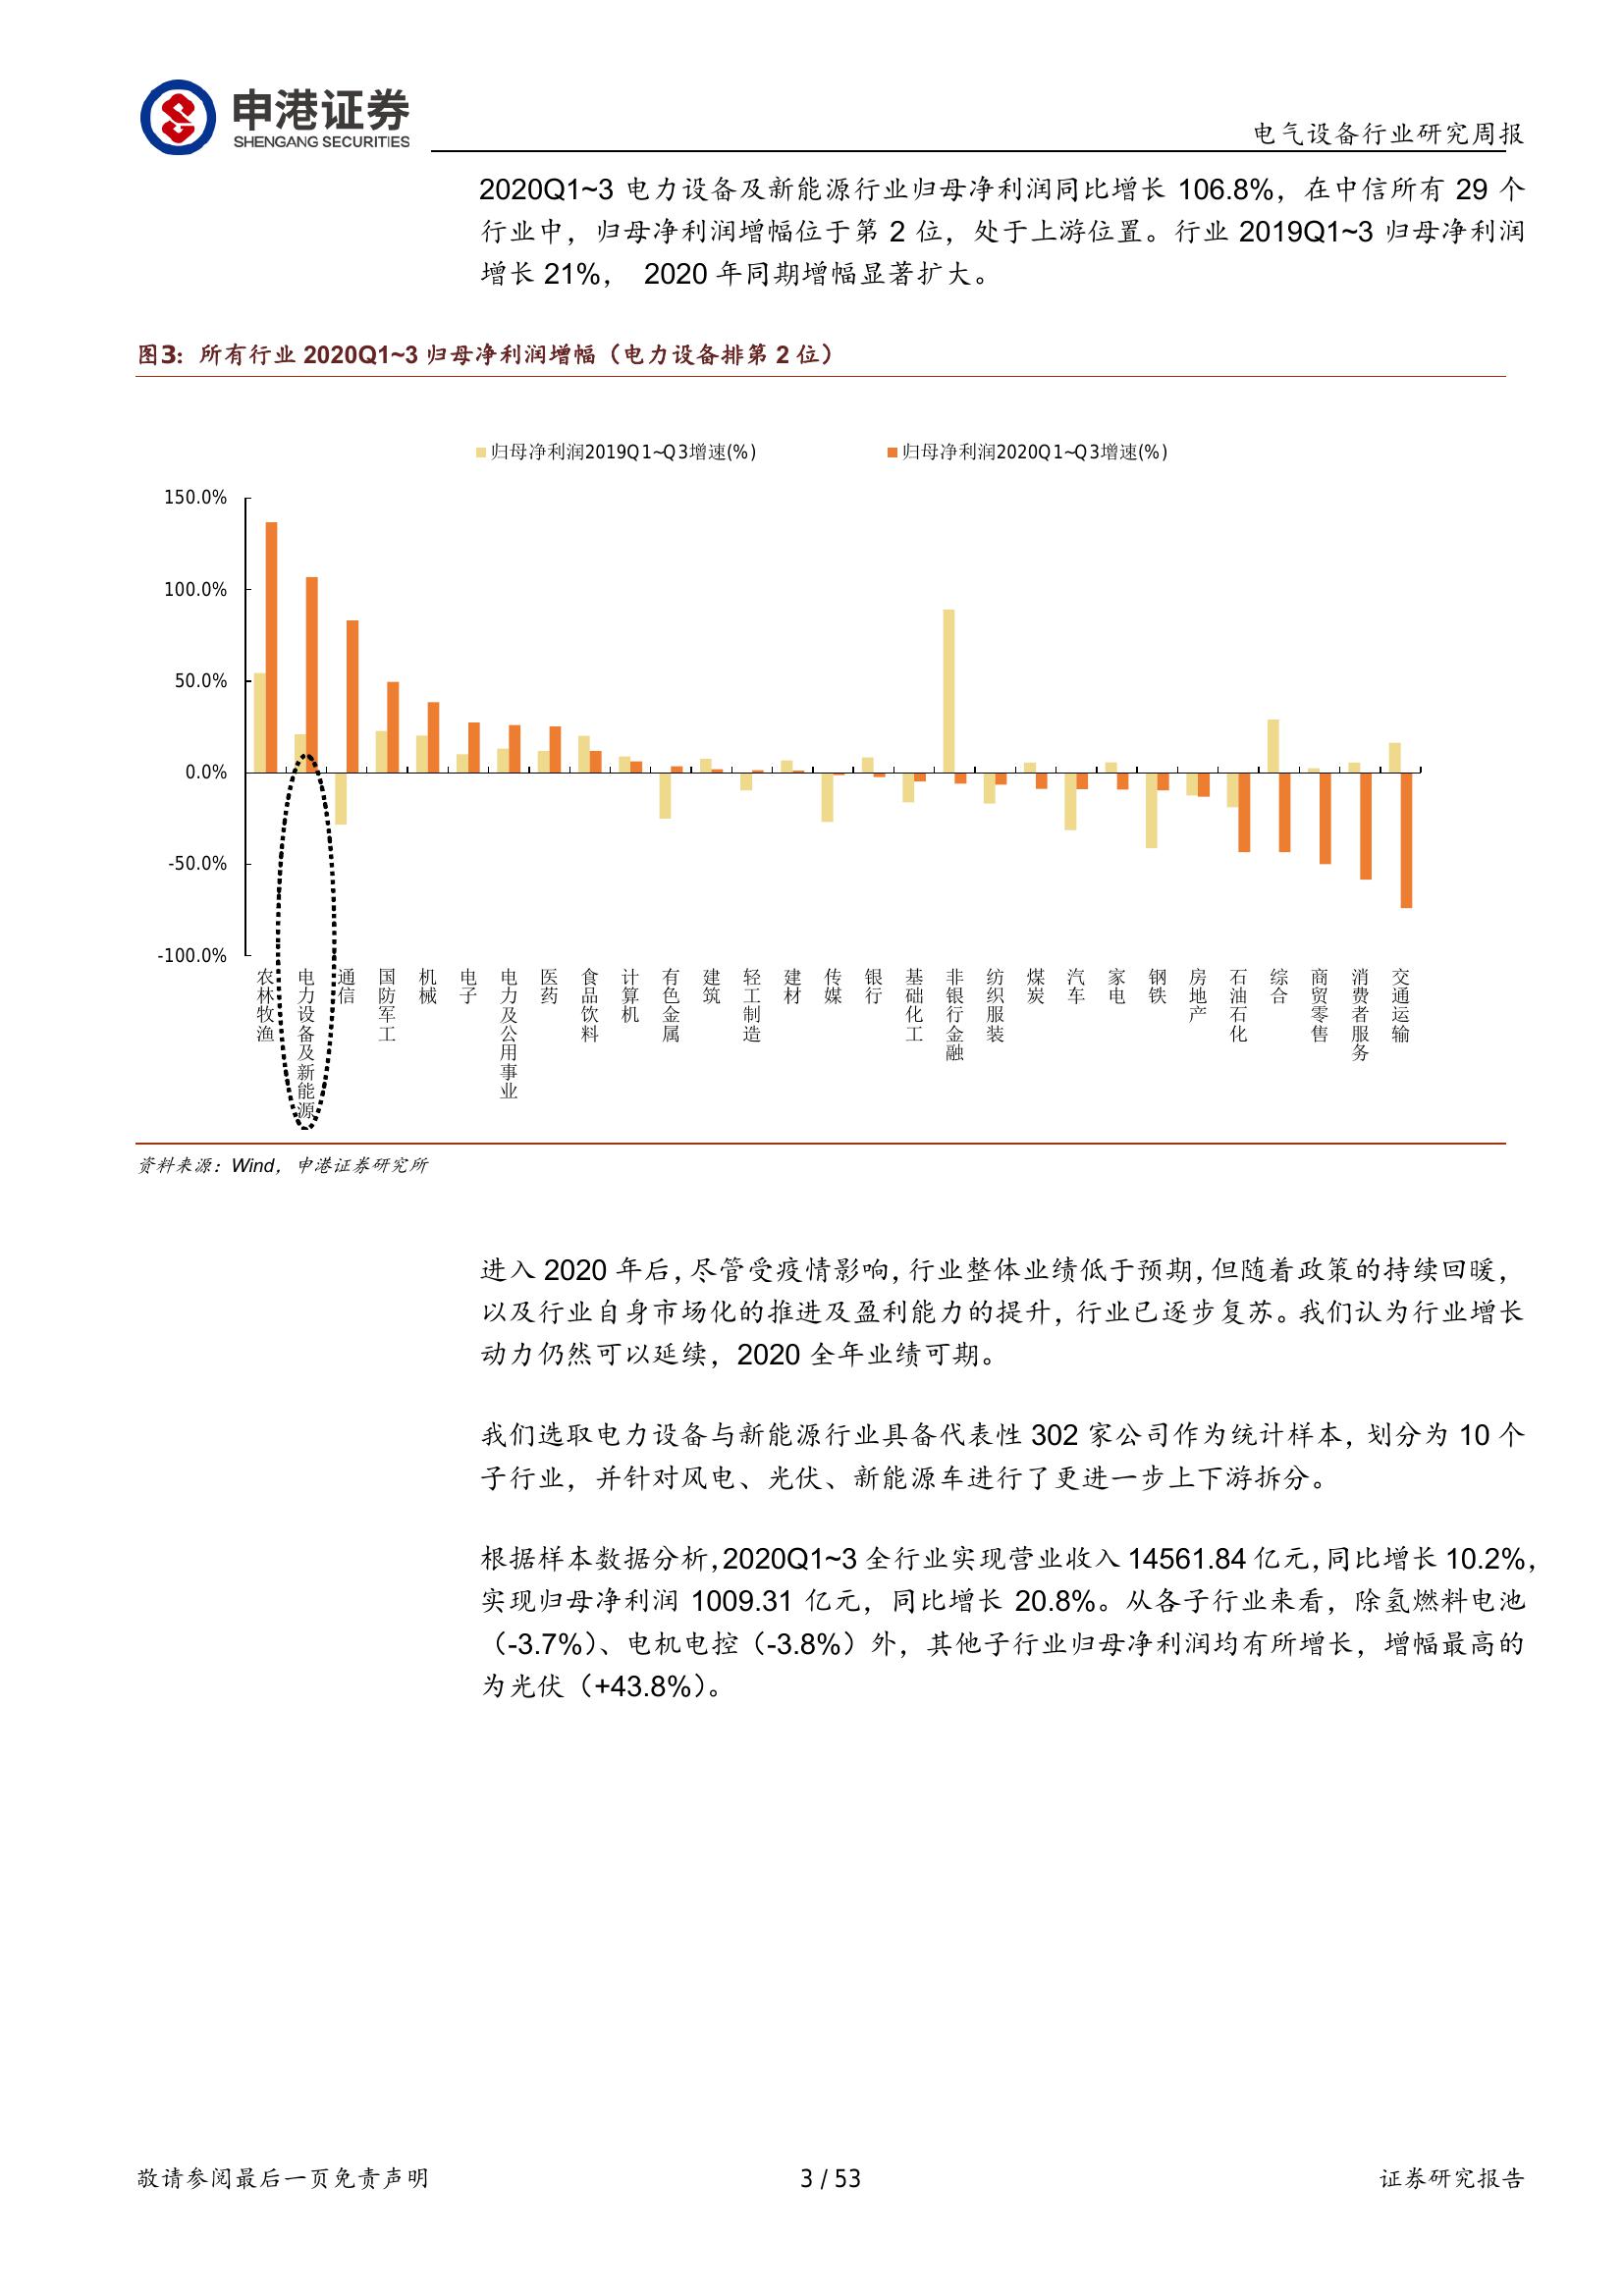 申港证券
SHENGANG SECURITIES
电气设备行业研究周报
2020Q1~3 电力设备及新能源行业归母净利润同比增长 106.8%，在中信所有 29 个
行业中，归母净利润增幅位于第 2 位，处于上游位置。行业 2019Q1~3 归母净利润
增长 21%， 2020 年同期增幅显著扩大。
图3：所有行业 2020Q1~3 归母净利润增幅（电力设备排第 2 位）
归母净利润2019Q1~Q3增速(%)
归母净利润2020Q1~Q3增速(%)
150.0%
100.0%
50.0%
0.0%
-50.0%
-100.0%
农林牧渔
电力设备及新能源
通信
国防军工
机械
电子
电力及公用事业
医药
食品饮料
计算机
有色金属
建筑
轻工制造
建材
传媒
银行
基础化工
非银行金融
纺织服装
煤炭
汽车
家电
钢铁
房地产
石油石化
综合
商贸零售
消费者服务
交通运输
资料来源：Wind，申港证券研究所
进入 2020 年后，尽管受疫情影响，行业整体业绩低于预期，但随着政策的持续回暖，
以及行业自身市场化的推进及盈利能力的提升，行业已逐步复苏。我们认为行业增长
动力仍然可以延续，2020 全年业绩可期。
我们选取电力设备与新能源行业具备代表性 302 家公司作为统计样本，划分为 10 个
子行业，并针对风电、光伏、新能源车进行了更进一步上下游拆分。
根据样本数据分析，2020Q1~3 全行业实现营业收入 14561.84 亿元，同比增长 10.2%，
实现归母净利润 1009.31 亿元，同比增长 20.8%。从各子行业来看，除氢燃料电池
（-3.7%）、电机电控（-3.8%）外，其他子行业归母净利润均有所增长，增幅最高的
为光伏（+43.8%）。
敬请参阅最后一页免责声明
3 / 53
证券研究报告